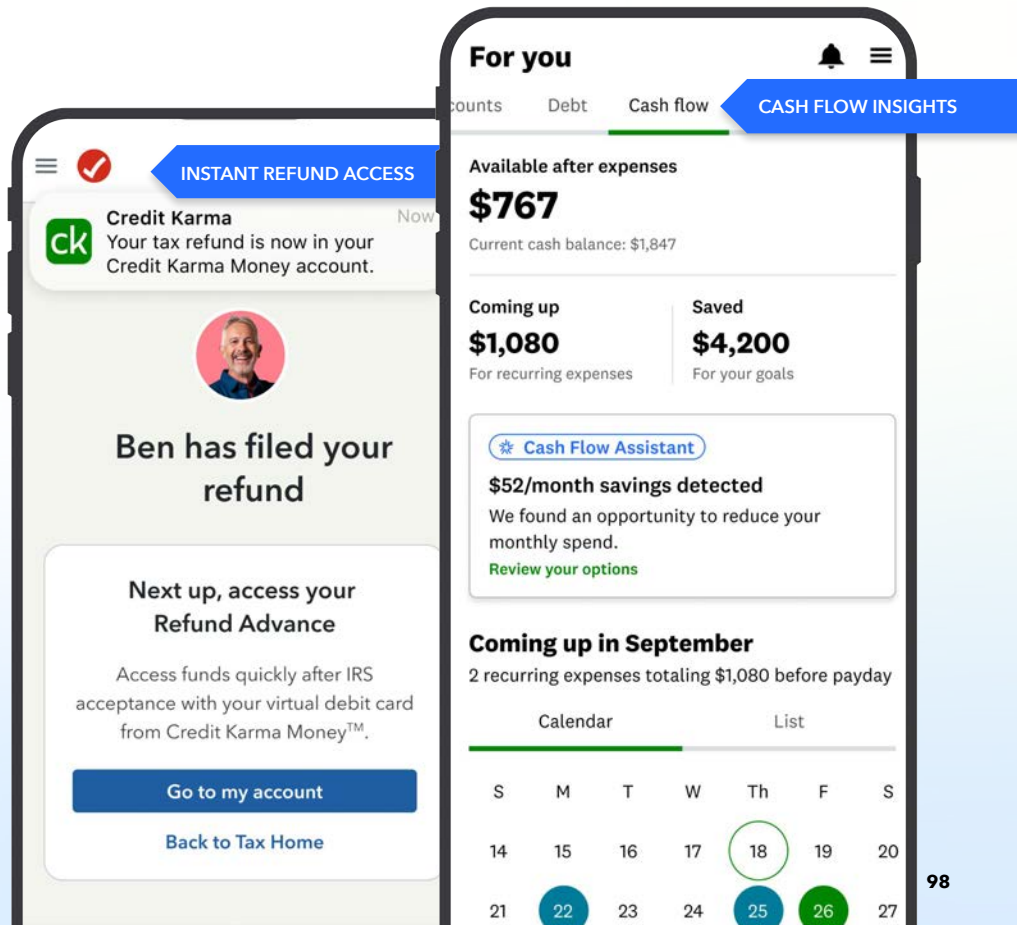 INSTANT REFUND ACCESS
ck
Credit Karma
Now
Your tax refund is now in your
Credit Karma Money account.
Ben has filed your
refund
Next up, access your
Refund Advance
Access funds quickly after IRS
acceptance with your virtual debit card
from Credit Karma Money™.
Go to my account
Back to Tax Home
For you
counts Debt Cash flow
CASH FLOW INSIGHTS
Available after expenses
$767
Current cash balance: $1,847
Coming up
$1,080
For recurring expenses
Saved
$4,200
For your goals
Cash Flow Assistant
$52/month savings detected
We found an opportunity to reduce your
monthly spend.
Review your options
Coming up in September
2 recurring expenses totaling $1,080 before payday
Calendar List
S M T W Th F S
14 15 16 17 18 19 20
21 22 23 24 25 26 27
98